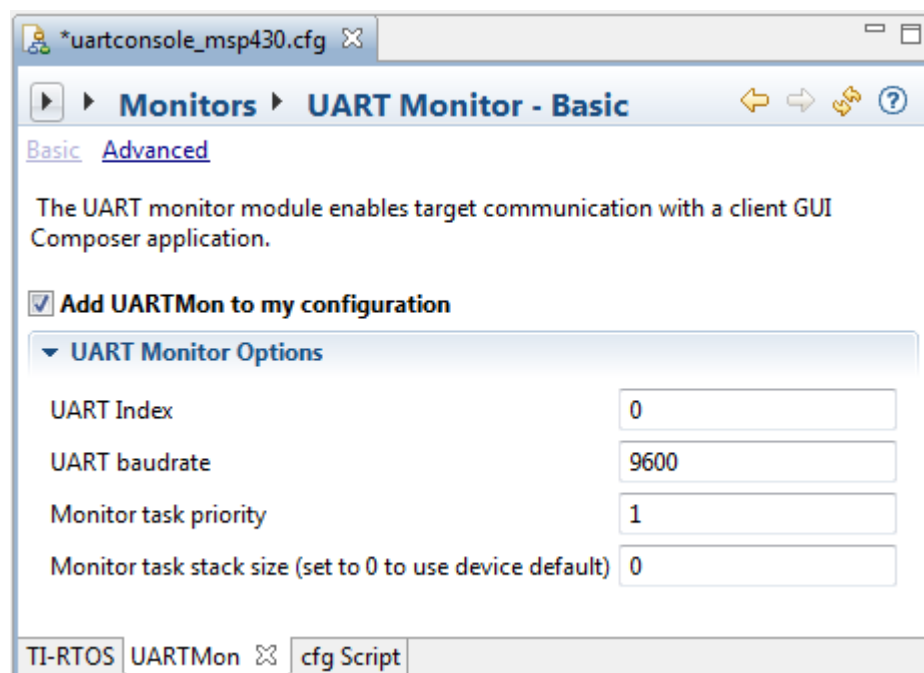 *uartconsole_msp430.cfg
Monitors UART Monitor - Basic
Basic Advanced
The UART monitor module enables target communication with a client GUI
Composer application.
Add UARTMon to my configuration
UART Monitor Options
UART Index 0
UART baudrate 9600
Monitor task priority 1
Monitor task stack size (set to 0 to use device default) 0
TI-RTOS UARTMon cfg Script